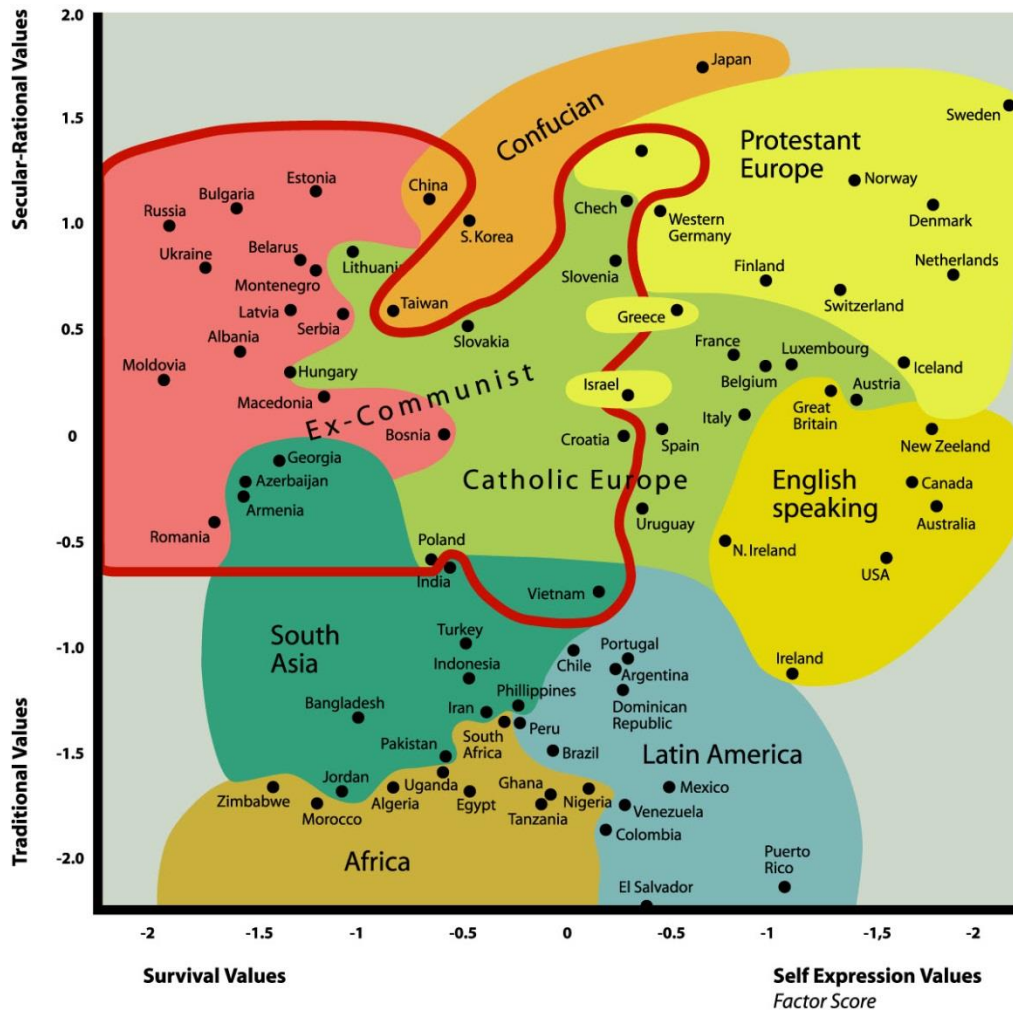 2.0
Secular-Rational Values
Japan
1.5
Confucian
Sweden
Protestant
Europe
Estonia
China
Norway
Bulgaria
Chech
Russia
Western
Germany
Denmark
1.0
S. Korea
Ukraine
Belarus
Lithuani
Slovenia
Finland
Netherlands
Montenegro
Switzerland
Latvia
Taiwan
Serbia
Greece
0.5
Slovakia
Albania
France
Luxembourg
Moldovia
Hungary
Israel
Belgium
Iceland
Austria
Macedonia
Ex-Communist
Great
Britain
Italy
0
Bosnia
Croatia
Spain
New Zeeland
Georgia
Azerbaijan
Catholic Europe
English
speaking
Canada
Armenia
Australia
Romania
Uruguay
-0.5
Poland
N. Ireland
India
USA
Vietnam
South
Asia
Turkey
-1.0
Portugal
Indonesia
Chile
Argentina
Ireland
Phillippines
Dominican
Republic
Bangladesh
Iran
South
Africa
Peru
-1.5
Pakistan
Brazil
Latin America
Jordan
Uganda
Ghana
Mexico
Zimbabwe
Algeria
Egypt
Nigeria
Morocco
Tanzania
Venezuela
Colombia
-2.0
Africa
Puerto
Rico
El Salvador
Traditional Values
-2
-1.5
-1
-0.5
0
-0.5
-1
-1,5
-2
Survival Values
Self Expression Values
Factor Score